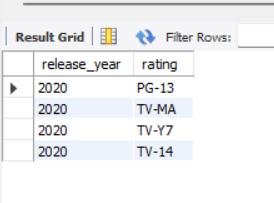 Result Grid Filter Rows:
release_year rating
2020 PG-13
2020 TV-MA
2020 TV-Y7
2020 TV-14